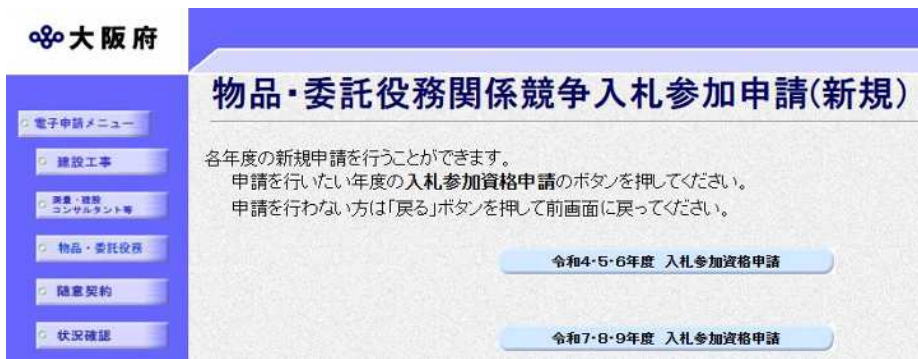 大阪府
物品・委託役務関係競争入札参加申請(新規)
電子申請メニュー
建設工事
測量・建設
コンサルタント等
物品・委託役務
随意契約
状況確認
各年度の新規申請を行うことができます。
申請を行いたい年度の入札参加資格申請のボタンを押してください。
申請を行わない方は「戻る」ボタンを押して前画面に戻ってください。
令和4・5・6年度 入札参加資格申請
令和7・8・9年度 入札参加資格申請